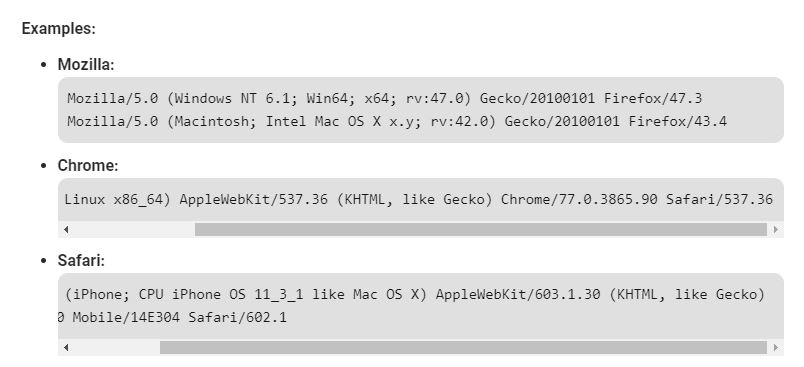 Examples:
Mozilla:
Mozilla/5.0 (Windows NT 6.1; Win64; x64; rv:47.0) Gecko/20100101 Firefox/47.3
Mozilla/5.0 (Macintosh; Intel Mac OS X x.y; rv:42.0) Gecko/20100101 Firefox/43.4
Chrome:
Linux x86_64) AppleWebKit/537.36 (KHTML, like Gecko) Chrome/77.0.3865.90 Safari/537.36
Safari:
(iPhone; CPU iPhone OS 11_3_1 like Mac OS X) AppleWebKit/603.1.30 (KHTML, like Gecko)
0 Mobile/14E304 Safari/602.1